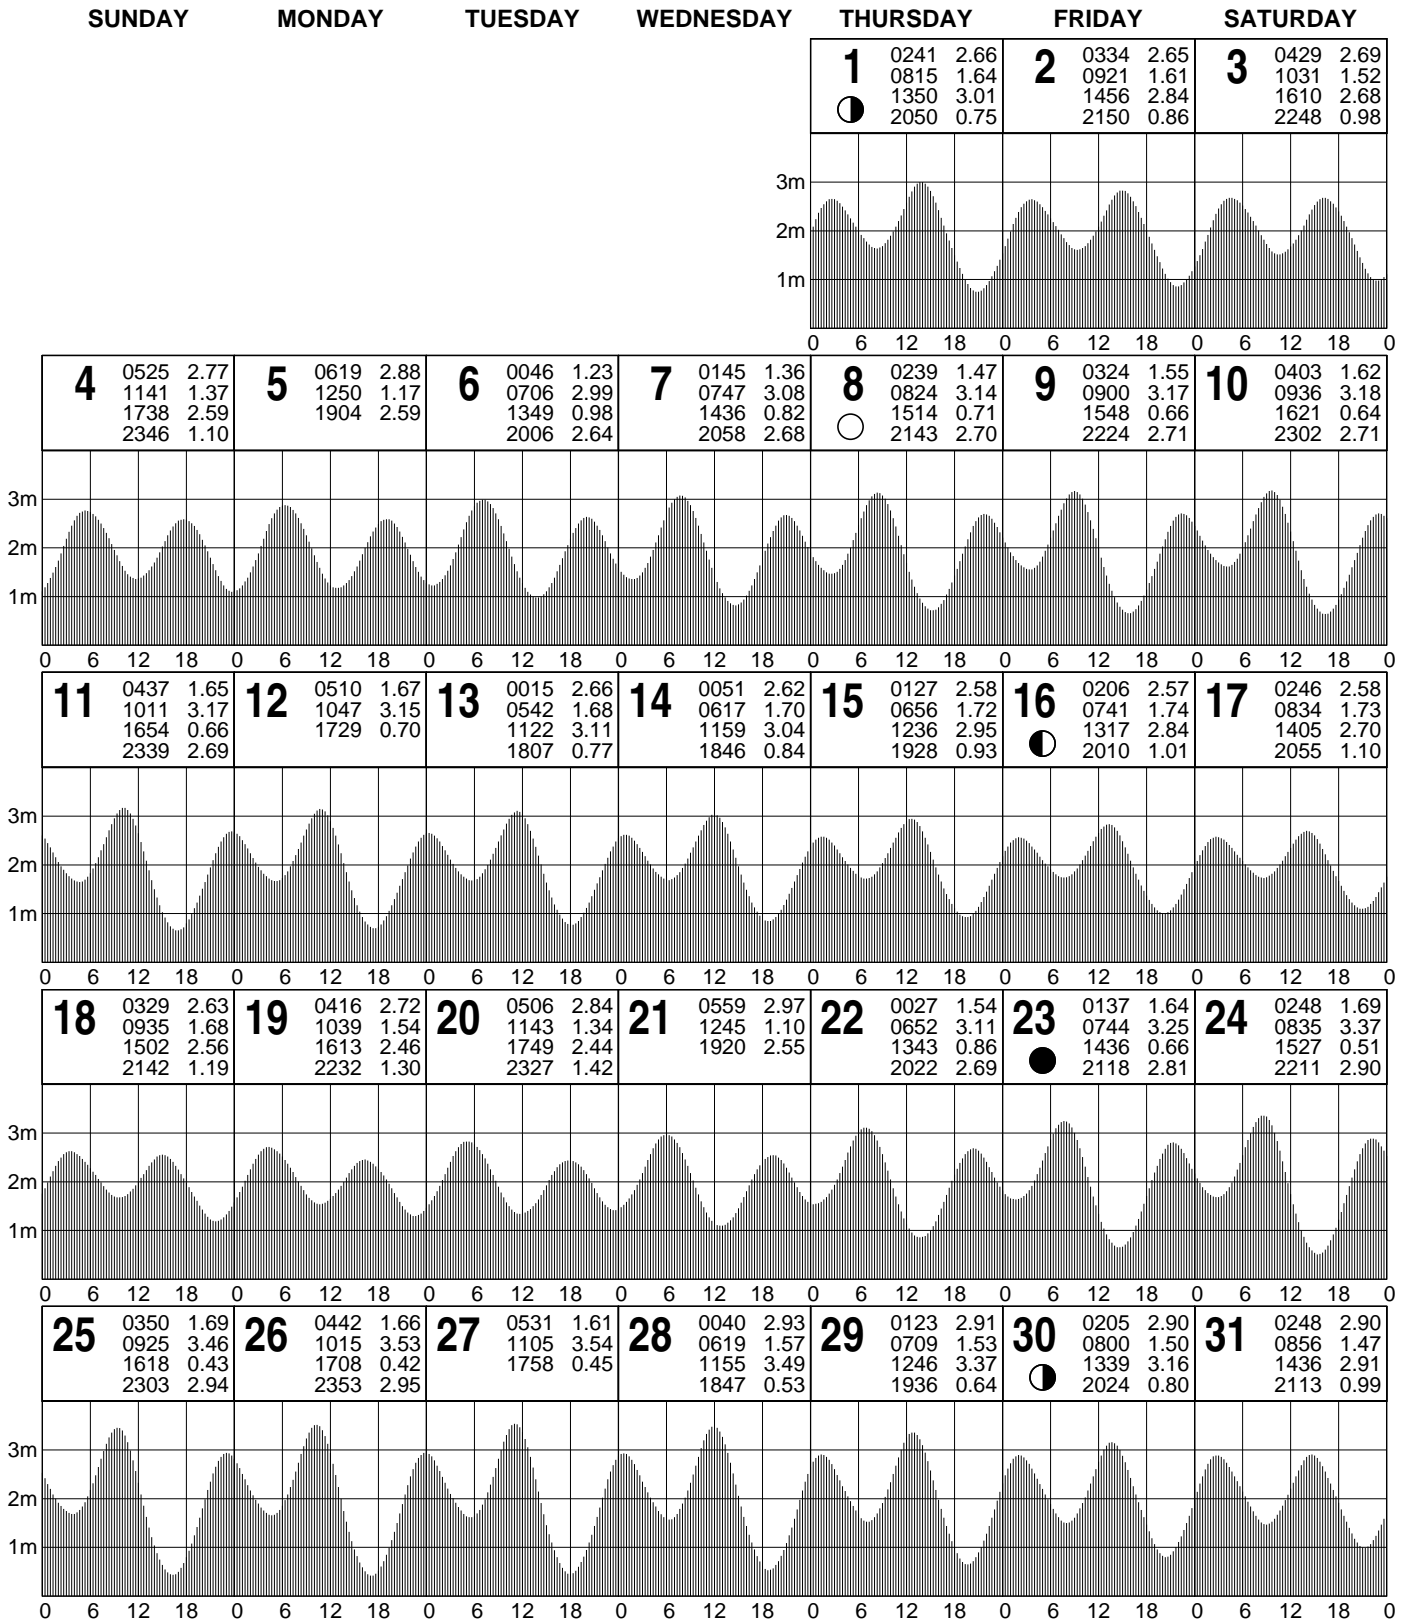 SUNDAY MONDAY TUESDAY WEDNESDAY THURSDAY FRIDAY SATURDAY
1 0241 2.66
0815 1.64
1350 3.01
2050 0.75
2 0334 2.65
0921 1.61
1456 2.84
2150 0.86
3 0429 2.69
1031 1.52
1610 2.68
2248 0.98
3m
2m
1m
0 6 12 18 0 6 12 18 0 6 12 18 0
4 0525 2.77
1141 1.37
1738 2.59
2346 1.10
5 0619 2.88
1250 1.17
1904 2.59
6 0046 1.23
0706 2.99
1349 0.98
2006 2.64
7 0145 1.36
0747 3.08
1436 0.82
2058 2.68
8 0239 1.47
0824 3.14
1514 0.71
2143 2.70
9 0324 1.55
0900 3.17
1548 0.66
2224 2.71
10 0403 1.62
0936 3.18
1621 0.64
2302 2.71
3m
2m
1m
0 6 12 18 0 6 12 18 0 6 12 18 0 6 12 18 0 6 12 18 0 6 12 18 0 6 12 18 0
11 0437 1.65
1011 3.17
1654 0.66
2339 2.69
12 0510 1.67
1047 3.15
1729 0.70
13 0015 2.66
0542 1.68
1122 3.11
1807 0.77
14 0051 2.62
0617 1.70
1159 3.04
1846 0.84
15 0127 2.58
0656 1.72
1236 2.95
1928 0.93
16 0206 2.57
0741 1.74
1317 2.84
2010 1.01
17 0246 2.58
0834 1.73
1405 2.70
2055 1.10
3m
2m
1m
0 6 12 18 0 6 12 18 0 6 12 18 0 6 12 18 0 6 12 18 0 6 12 18 0 6 12 18 0
18 0329 2.63
0935 1.68
1502 2.56
2142 1.19
19 0416 2.72
1039 1.54
1613 2.46
2232 1.30
20 0506 2.84
1143 1.34
1749 2.44
2327 1.42
21 0559 2.97
1245 1.10
1920 2.55
22 0027 1.54
0652 3.11
1343 0.86
2022 2.69
23 0137 1.64
0744 3.25
1436 0.66
2118 2.81
24 0248 1.69
0835 3.37
1527 0.51
2211 2.90
3m
2m
1m
0 6 12 18 0 6 12 18 0 6 12 18 0 6 12 18 0 6 12 18 0 6 12 18 0 6 12 18 0
25 0350 1.69
0925 3.46
1618 0.43
2303 2.94
26 0442 1.66
1015 3.53
1708 0.42
2353 2.95
27 0531 1.61
1105 3.54
1758 0.45
28 0040 2.93
0619 1.57
1155 3.49
1847 0.53
29 0123 2.91
0709 1.53
1246 3.37
1936 0.64
30 0205 2.90
0800 1.50
1339 3.16
2024 0.80
31 0248 2.90
0856 1.47
1436 2.91
2113 0.99
3m
2m
1m
0 6 12 18 0 6 12 18 0 6 12 18 0 6 12 18 0 6 12 18 0 6 12 18 0 6 12 18 0